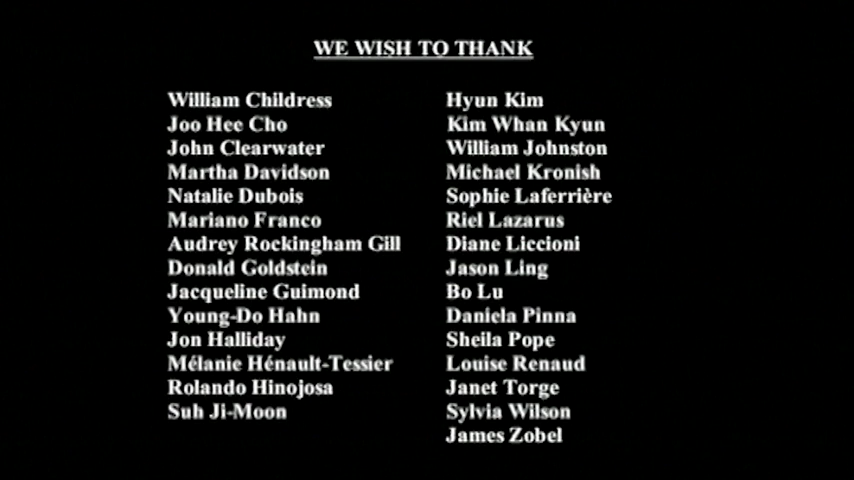 WE WISH TO THANK
William Childress
Joo Hee Cho
John Clearwater
Martha Davidson
Natalie Dubois
Mariano Franco
Audrey Rockingham Gill
Donald Goldstein
Jacqueline Guimond
Young-Do Hahn
Jon Halliday
Mélanie Hénault-Tessier
Rolando Hinojosa
Suh Ji-Moon
Hyun Kim
Kim Whan Kyun
William Johnston
Michael Kronish
Sophie Laferrière
Riel Lazarus
Diane Liccioni
Jason Ling
Bo Lu
Daniela Pinna
Sheila Pope
Louise Renaud
Janet Torge
Sylvia Wilson
James Zobel